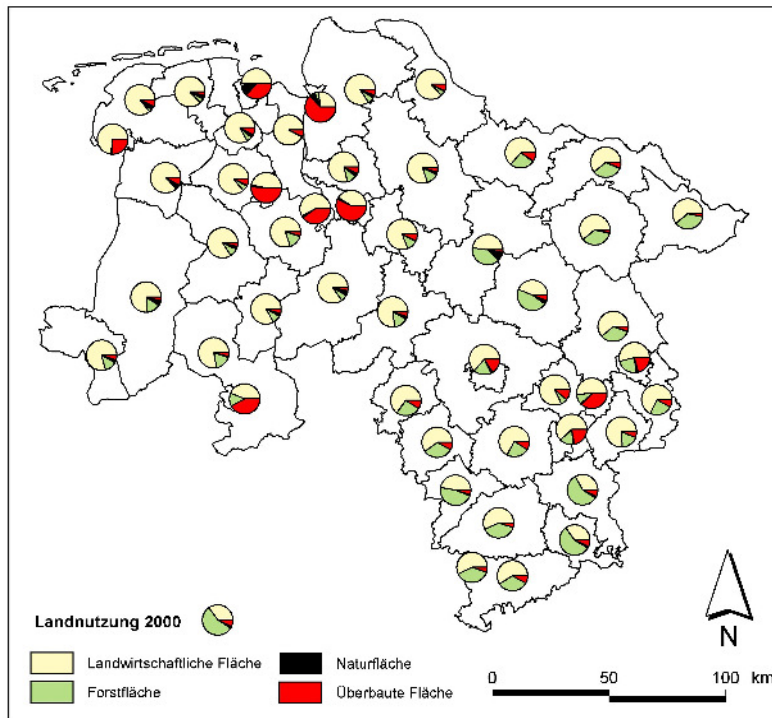 Landnutzung 2000
Landwirtschaftliche Fläche
Naturfläche
Forstfläche
Überbaute Fläche
N
0 50 100 km